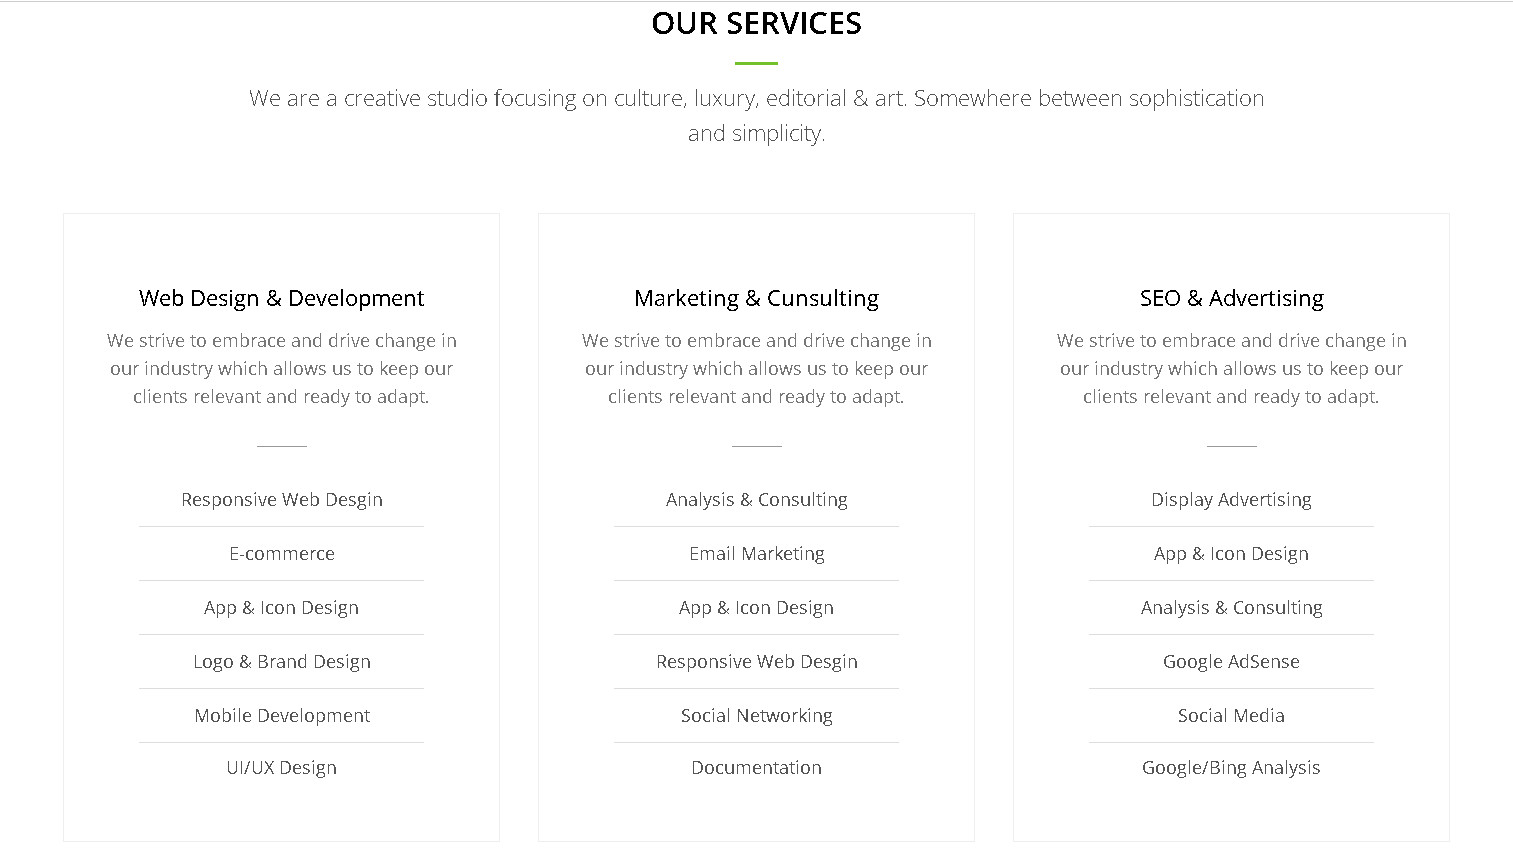 OUR SERVICES
We are a creative studio focusing on culture, luxury, editorial & art. Somewhere between sophistication
and simplicity.
Web Design & Development
We strive to embrace and drive change in
our industry which allows us to keep our
clients relevant and ready to adapt.
Responsive Web Desgin
E-commerce
App & Icon Design
Logo & Brand Design
Mobile Development
UI/UX Design
Marketing & Cunsulting
We strive to embrace and drive change in
our industry which allows us to keep our
clients relevant and ready to adapt.
Analysis & Consulting
Email Marketing
App & Icon Design
Responsive Web Desgin
Social Networking
Documentation
SEO & Advertising
We strive to embrace and drive change in
our industry which allows us to keep our
clients relevant and ready to adapt.
Display Advertising
App & Icon Design
Analysis & Consulting
Google AdSense
Social Media
Google/Bing Analysis